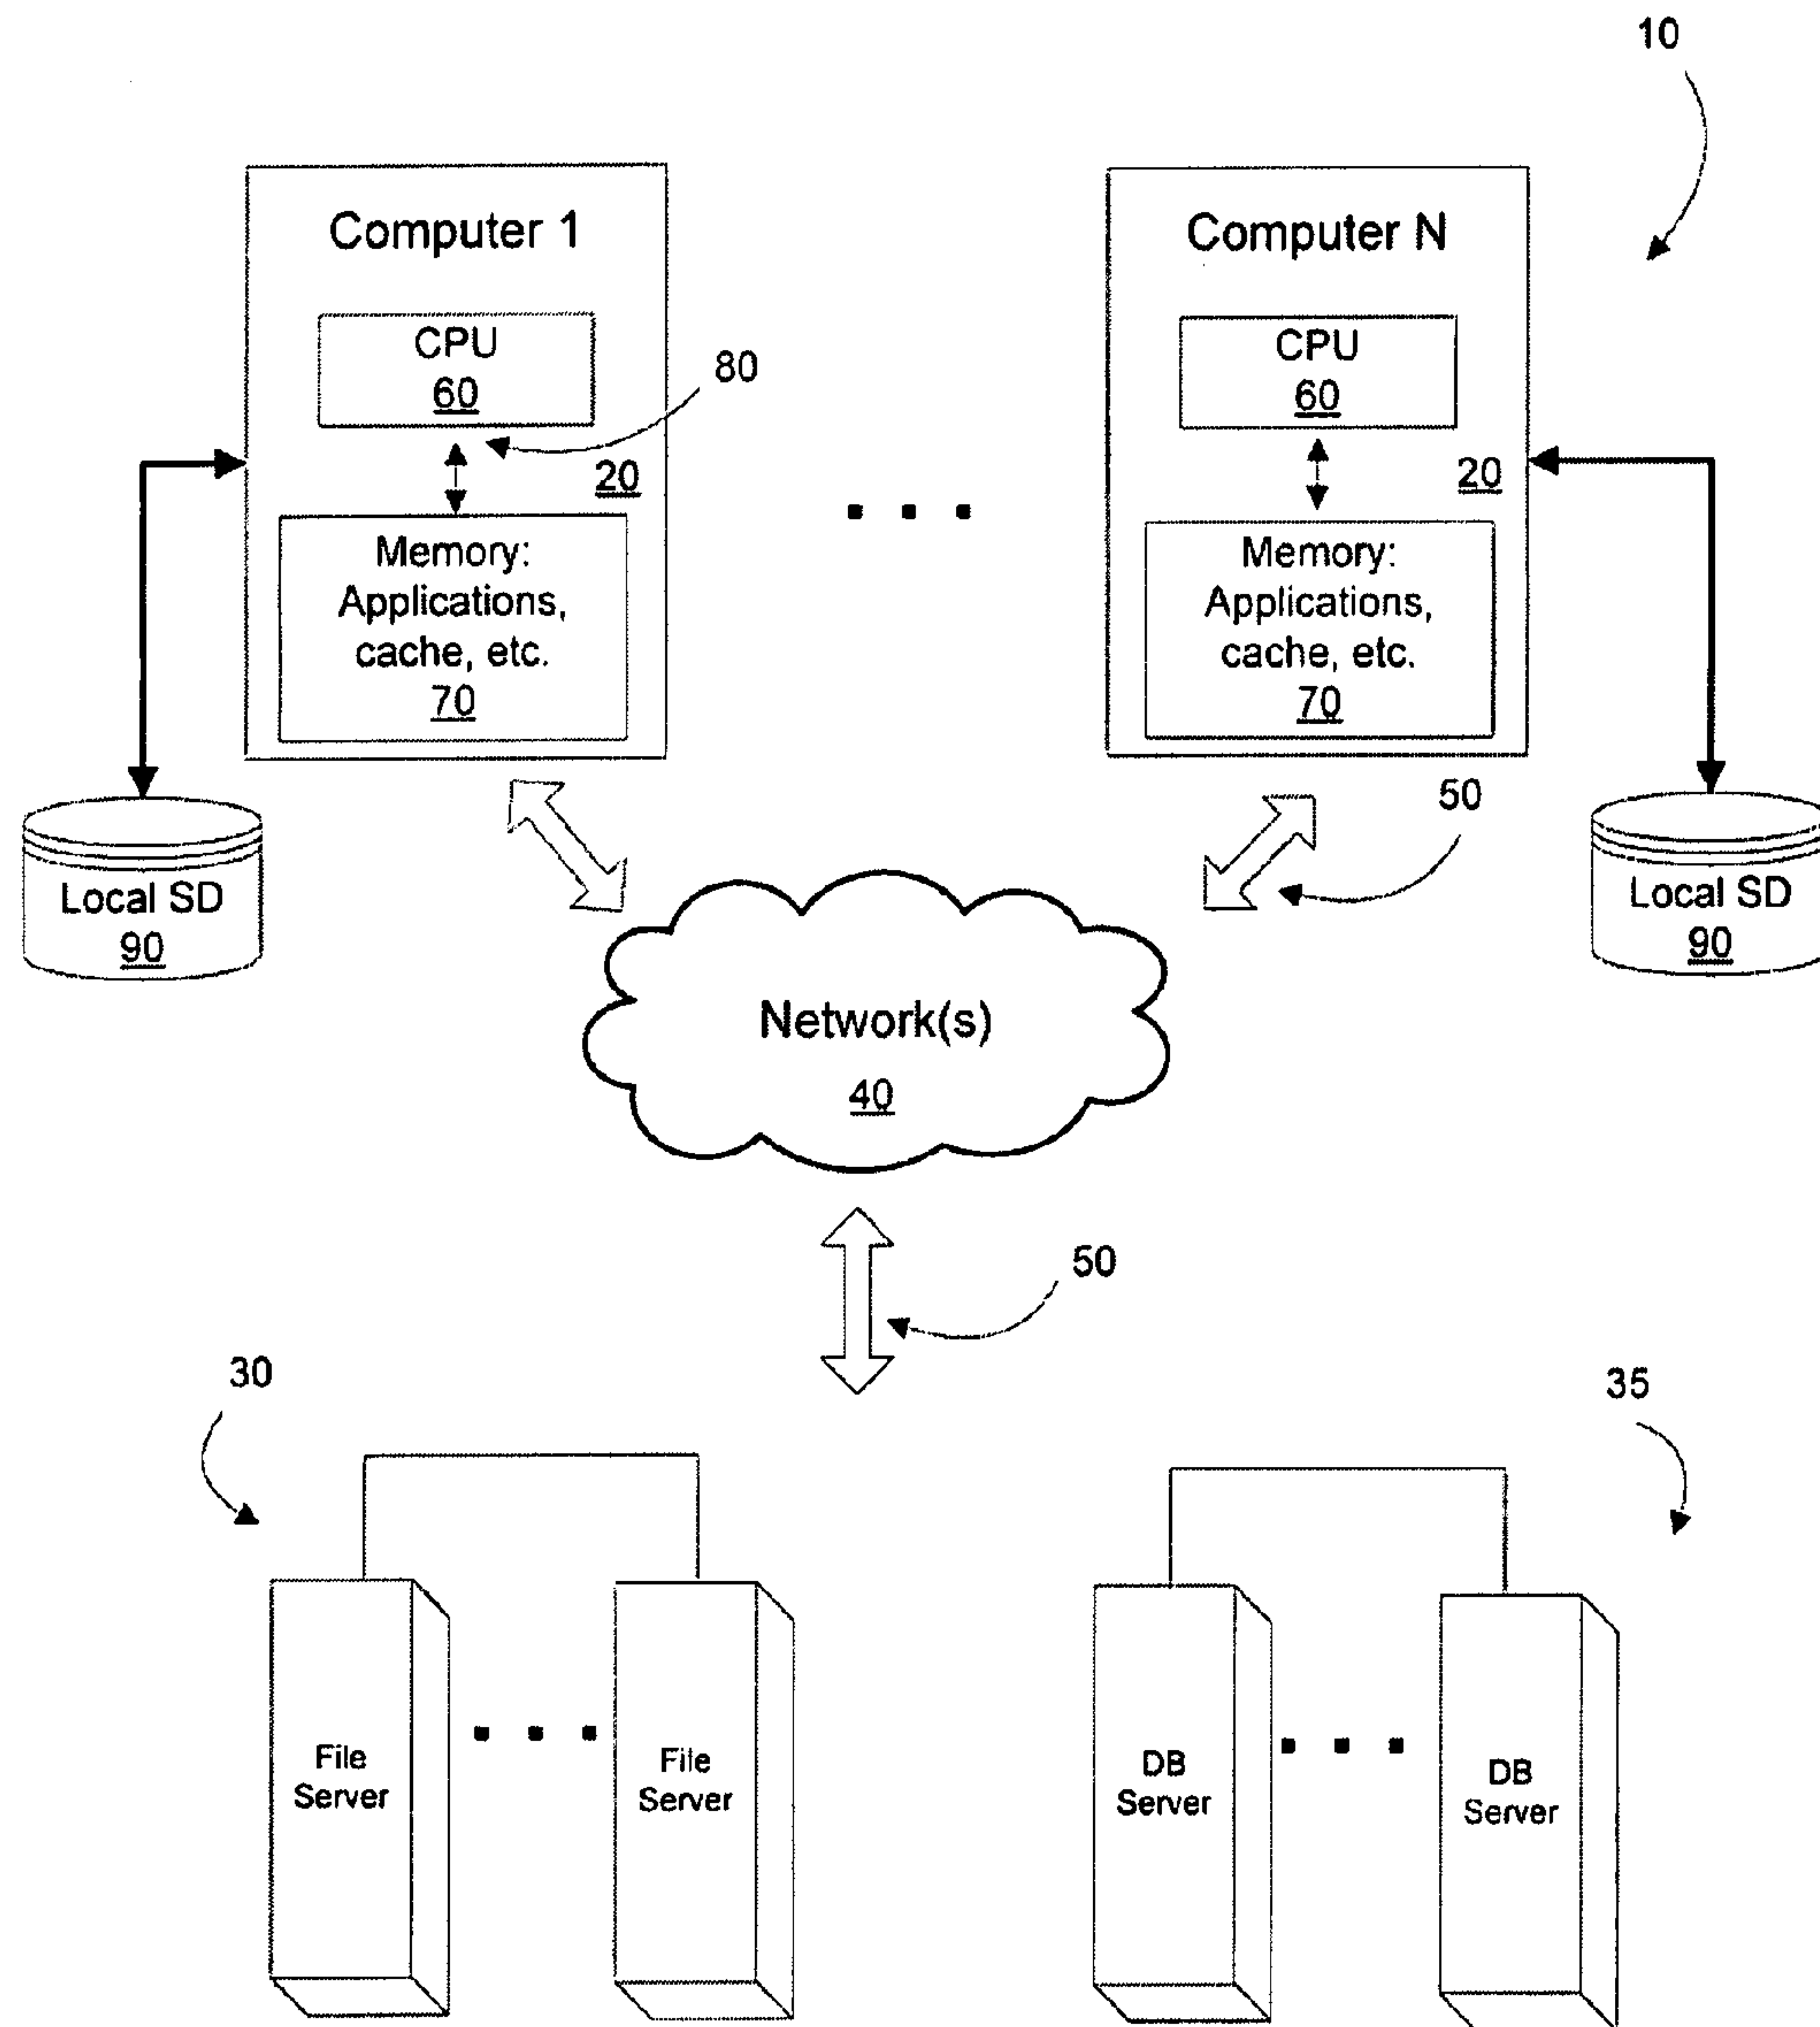 10
Computer 1
CPU
60
80
20
Memory:
Applications,
cache, etc.
70
Local SD
90
Computer N
CPU
60
20
Memory:
Applications,
cache, etc.
70
50
Local SD
90
Network(s)
40
50
30
35
File
Server
File
Server
DB
Server
DB
Server